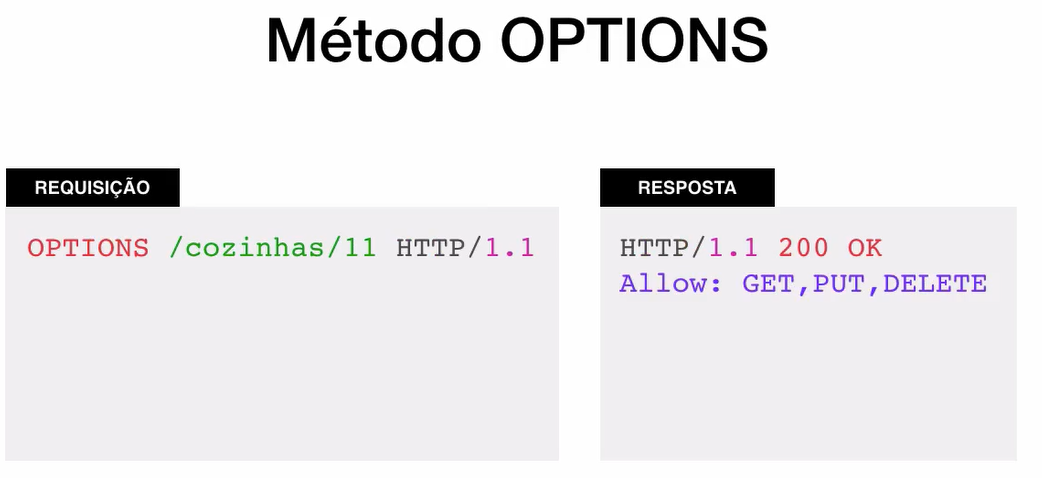 Método OPTIONS
REQUISIÇÃO
OPTIONS /cozinhas/11 HTTP/1.1
RESPOSTA
HTTP/1.1 200 OK
Allow: GET,PUT,DELETE